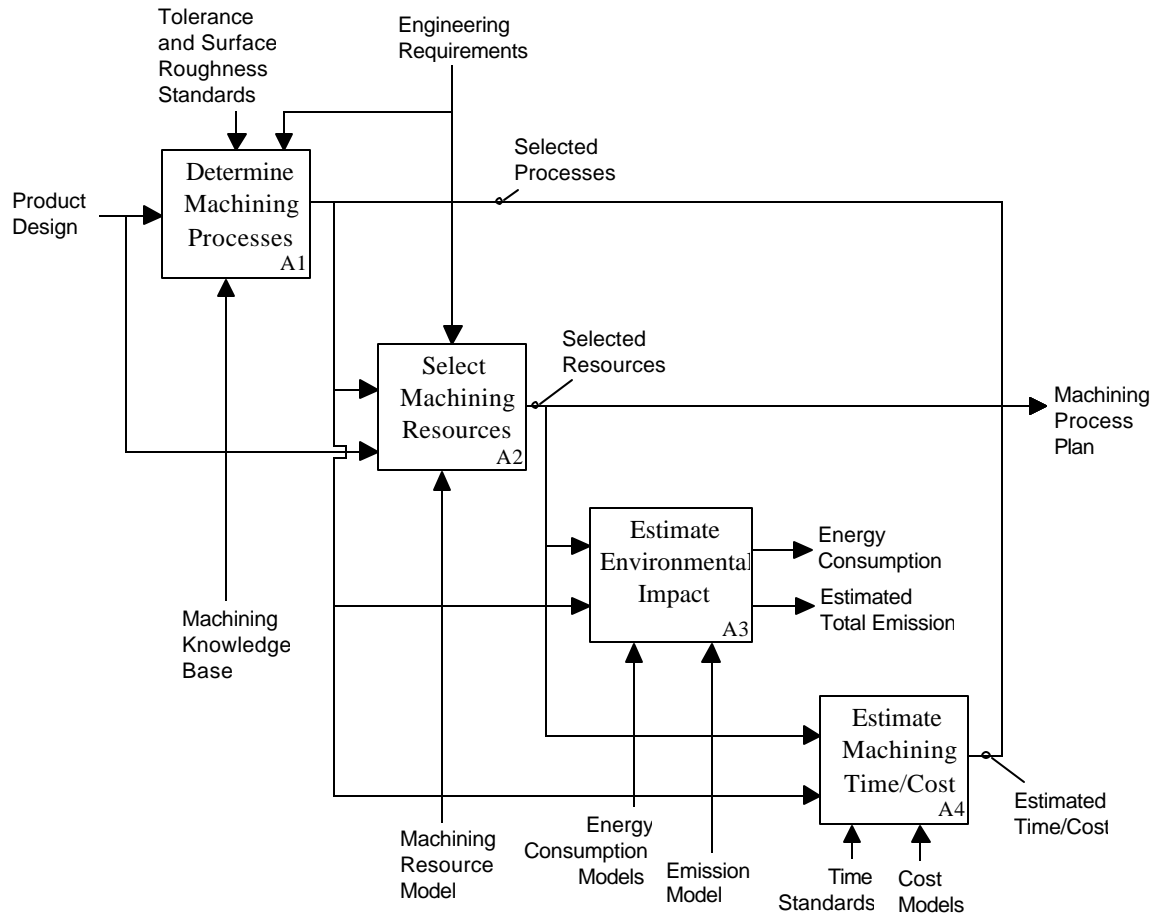 Tolerance
and Surface
Roughness
Standards
Engineering
Requirements
Selected
Processes
Determine
Machining
Processes
A1
Product
Design
Selected
Resources
Select
Machining
Resources
A2
Machining
Process
Plan
Estimate
Environmental
Impact
A3
Energy
Consumption
Estimated
Total Emission
Machining
Knowledge
Base
Estimate
Machining
Time/Cost
A4
Estimated
Time/Cost
Machining
Resource
Model
Energy
Consumption
Models
Emission
Model
Time
Standards
Cost
Models